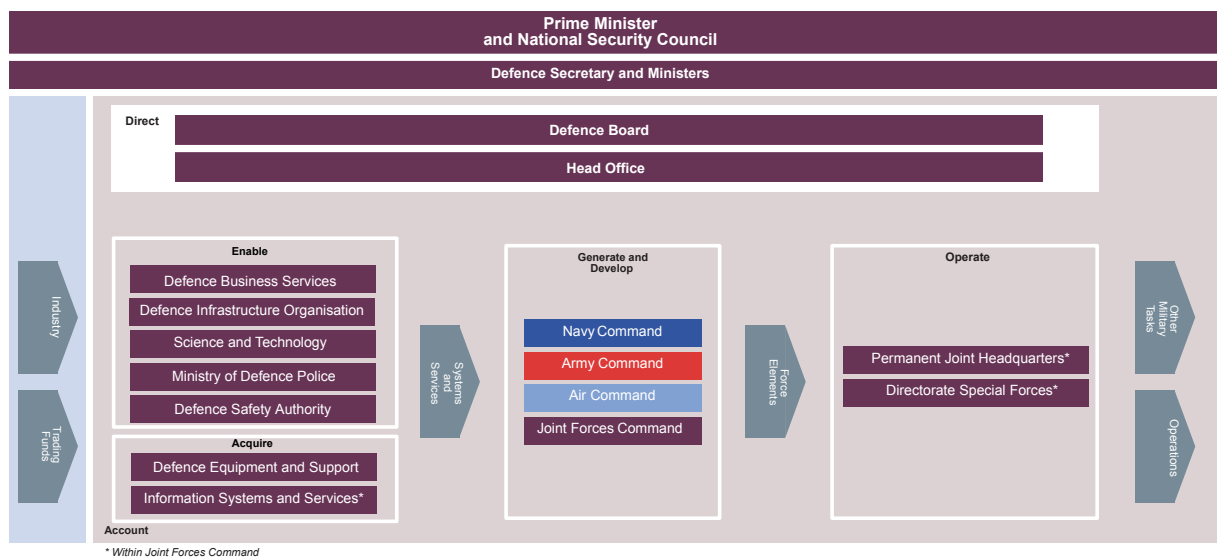 Prime Minister
and National Security Council
Defence Secretary and Ministers
Direct
Defence Board
Head Office
Industry
Trading
Funds
Enable
Defence Business Services
Defence Infrastructure Organisation
Science and Technology
Ministry of Defence Police
Defence Safety Authority
Acquire
Defence Equipment and Support
Information Systems and Services*
Systems
and
Services
Generate and
Develop
Navy Command
Army Command
Air Command
Joint Forces Command
Force
Elements
Operate
Permanent Joint Headquarters*
Directorate Special Forces*
Other
Military
Tasks
Operations
Account
* Within Joint Forces Command